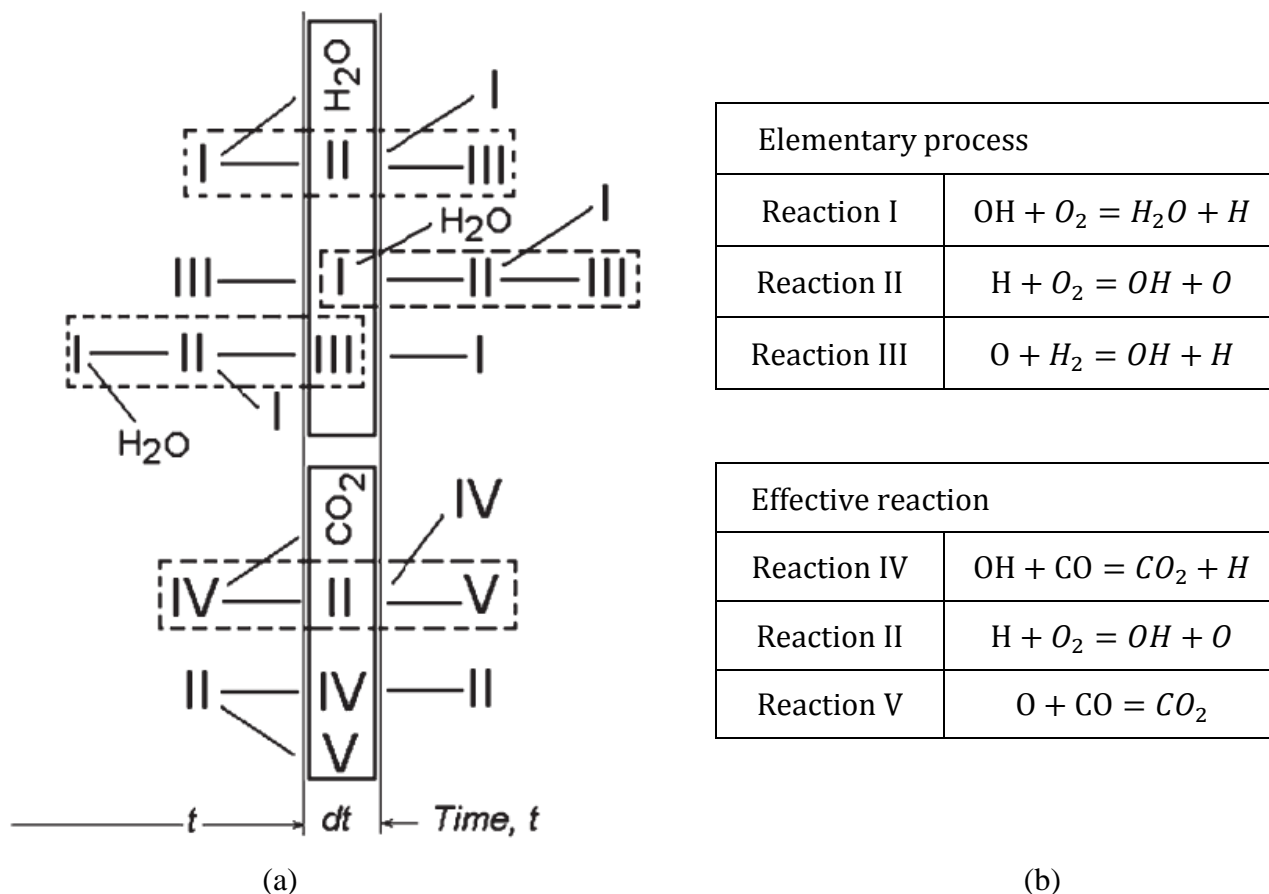 H₂O
I
I II III
H₂O I
III I II III
I II III I
I
H₂O
CO₂
IV
IV II V
II IV II
V
t dt Time, t
(a)
Elementary process
Reaction I OH + O₂ = H₂O + H
Reaction II H + O₂ = OH + O
Reaction III O + H₂ = OH + H
Effective reaction
Reaction IV OH + CO = CO₂ + H
Reaction II H + O₂ = OH + O
Reaction V O + CO = CO₂
(b)